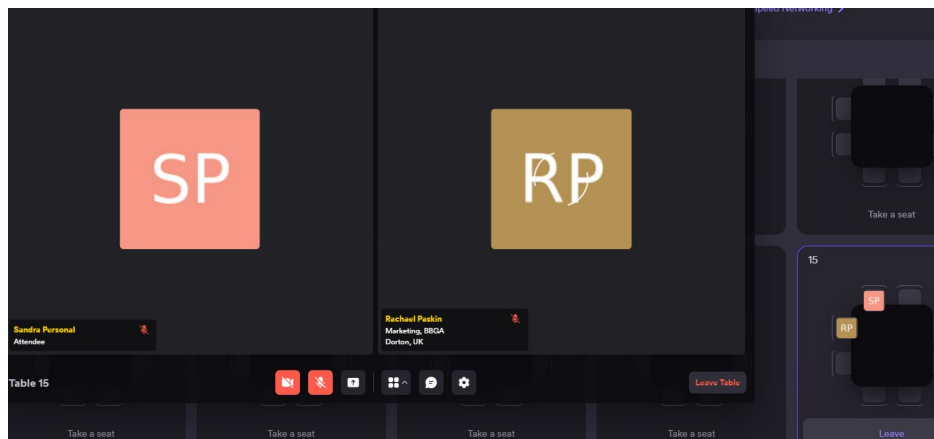 Speed Networking
SP
RP
Sandra Personal
Attendee
Rachael Paskin
Marketing, BBGA
Dorton, UK
Table 15
Leave Table
Take a seat
Take a seat
Take a seat
Take a seat
Take a seat
15
SP
RP
Leave